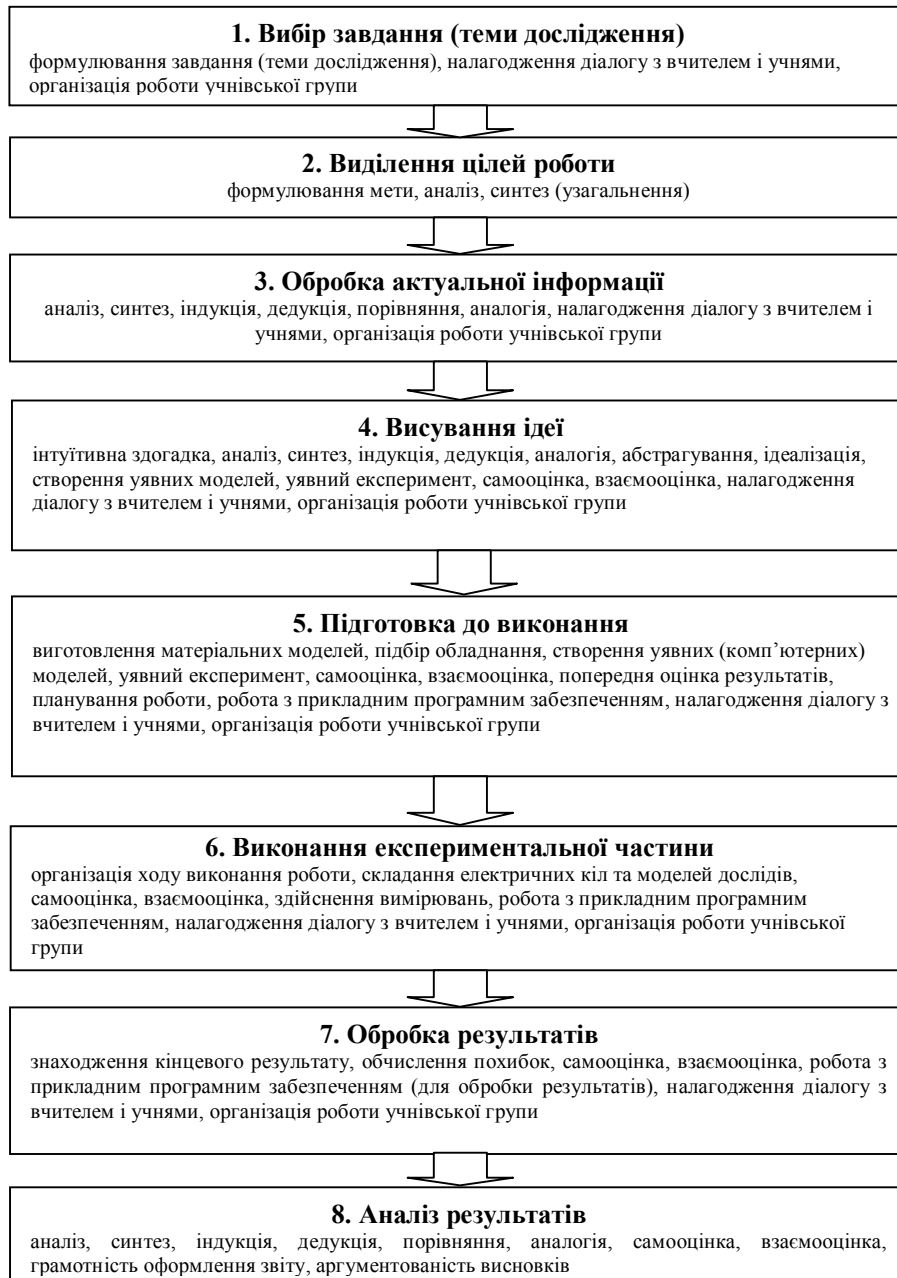 1. Вибір завдання (теми дослідження)
формулювання завдання (теми дослідження), налагодження діалогу з вчителем і учнями,
організація роботи учнівської групи
2. Виділення цілей роботи
формулювання мети, аналіз, синтез (узагальнення)
3. Обробка актуальної інформації
аналіз, синтез, індукція, дедукція, порівняння, аналогія, налагодження діалогу з вчителем і
учнями, організація роботи учнівської групи
4. Висування ідеї
інтуїтивна здогадка, аналіз, синтез, індукція, дедукція, аналогія, абстрагування, ідеалізація,
створення уявних моделей, уявний експеримент, самооцінка, взаємооцінка, налагодження
діалогу з вчителем і учнями, організація роботи учнівської групи
5. Підготовка до виконання
виготовлення матеріальних моделей, підбір обладнання, створення уявних (комп’ютерних)
моделей, уявний експеримент, самооцінка, взаємооцінка, попередня оцінка результатів,
планування роботи, робота з прикладним програмним забезпеченням, налагодження діалогу з
вчителем і учнями, організація роботи учнівської групи
6. Виконання експериментальної частини
організація ходу виконання роботи, складання електричних кіл та моделей дослідів,
самооцінка, взаємооцінка, здійснення вимірювань, робота з прикладним програмним
забезпеченням, налагодження діалогу з вчителем і учнями, організація роботи учнівської
групи
7. Обробка результатів
знаходження кінцевого результату, обчислення похибок, самооцінка, взаємооцінка, робота з
прикладним програмним забезпеченням (для обробки результатів), налагодження діалогу з
вчителем і учнями, організація роботи учнівської групи
8. Аналіз результатів
аналіз, синтез, індукція, дедукція, порівняння, аналогія, самооцінка, взаємооцінка,
грамотність оформлення звіту, аргументованість висновків